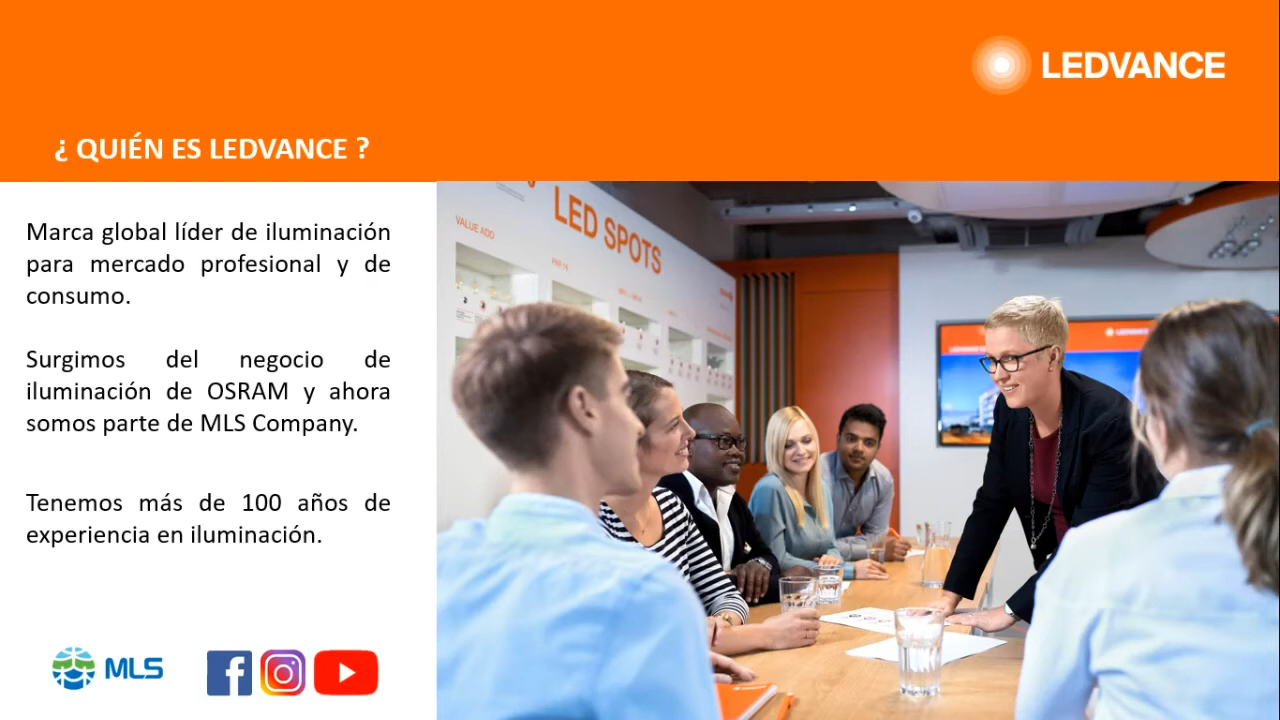 LEDVANCE
¿ QUIÉN ES LEDVANCE ?
Marca global líder de iluminación
para mercado profesional y de
consumo.
Surgimos del negocio de
iluminación de OSRAM y ahora
somos parte de MLS Company.
Tenemos más de 100 años de
experiencia en iluminación.
MLS
LED SPOTS
VALUE ADD
LEDVANCE